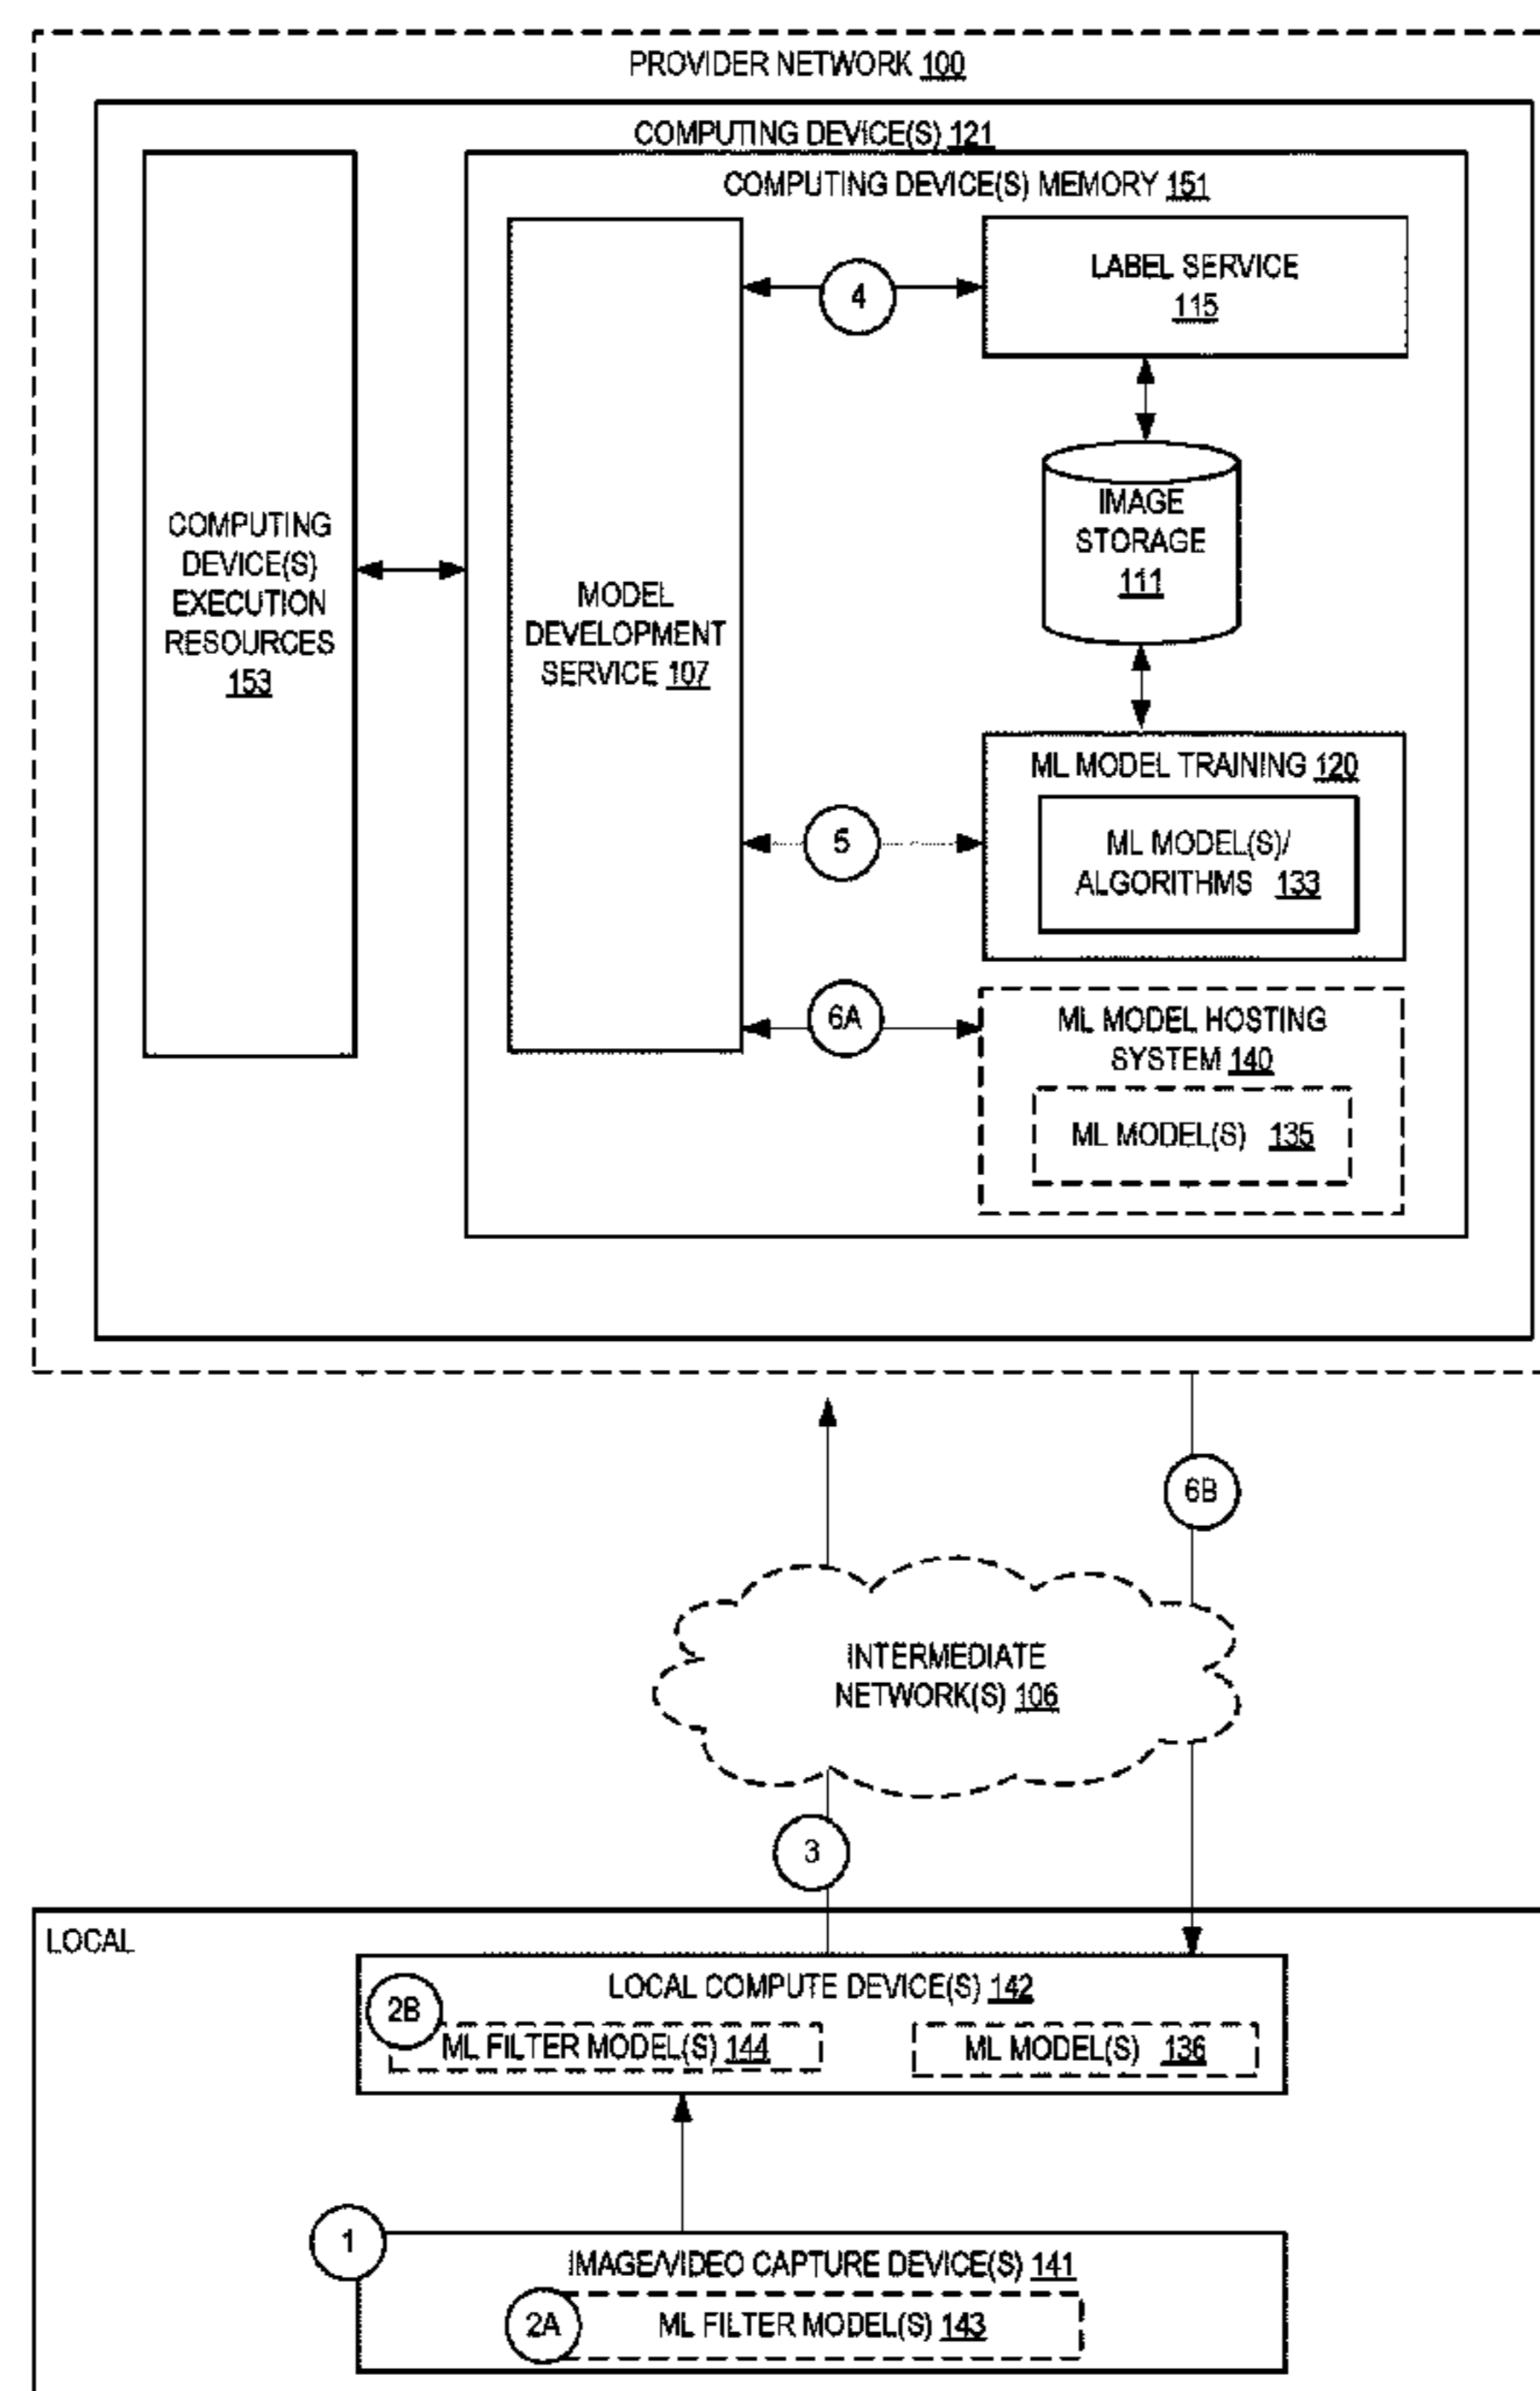 PROVIDER NETWORK 100
COMPUTING DEVICE(S) 121
COMPUTING DEVICE(S) MEMORY 151
COMPUTING
DEVICE(S)
EXECUTION
RESOURCES
153
MODEL
DEVELOPMENT
SERVICE 107
4
LABEL SERVICE
115
IMAGE
STORAGE
111
5
ML MODEL TRAINING 120
ML MODEL(S)/
ALGORITHMS 133
6A
ML MODEL HOSTING
SYSTEM 140
ML MODEL(S) 135
6B
INTERMEDIATE
NETWORK(S) 106
3
LOCAL
LOCAL COMPUTE DEVICE(S) 142
2B
ML FILTER MODEL(S) 144
ML MODEL(S) 136
1
IMAGE/VIDEO CAPTURE DEVICE(S) 141
2A
ML FILTER MODEL(S) 143